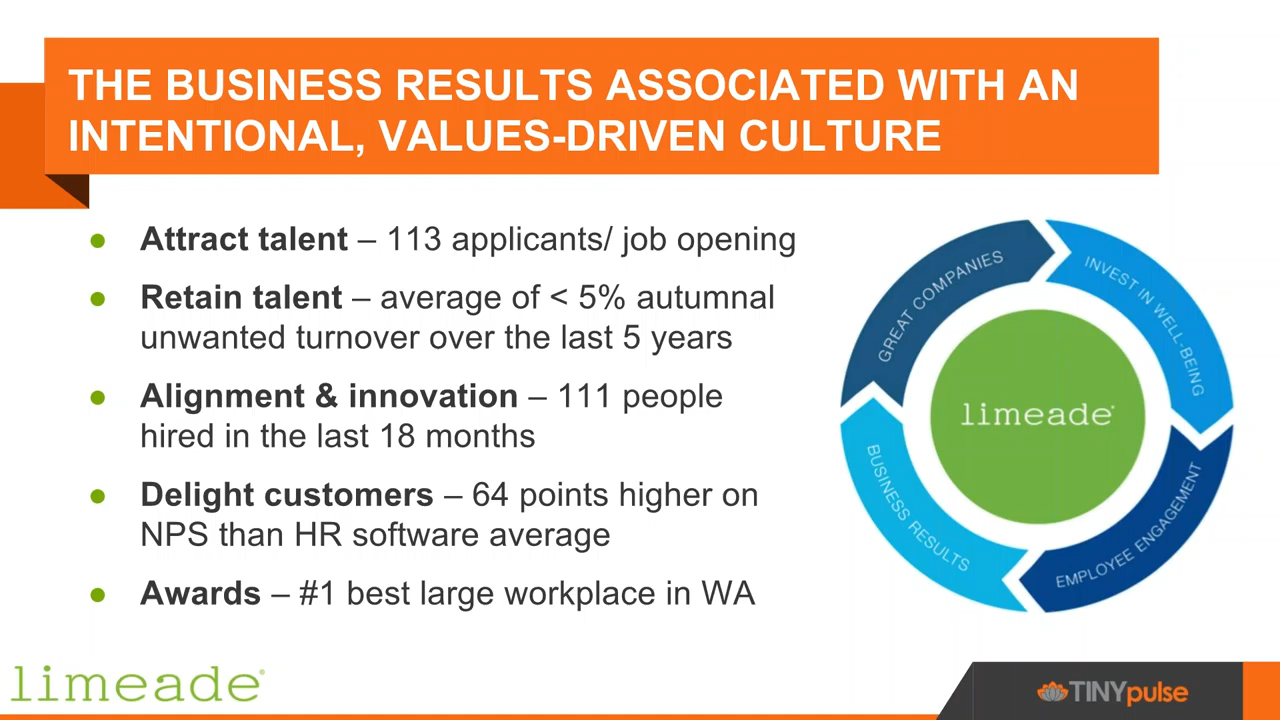 THE BUSINESS RESULTS ASSOCIATED WITH AN
INTENTIONAL, VALUES-DRIVEN CULTURE
● Attract talent – 113 applicants/ job opening
● Retain talent – average of < 5% autumnal
unwanted turnover over the last 5 years
● Alignment & innovation – 111 people
hired in the last 18 months
● Delight customers – 64 points higher on
NPS than HR software average
● Awards – #1 best large workplace in WA
GREAT COMPANIES
INVEST IN WELL-BEING
EMPLOYEE ENGAGEMENT
BUSINESS RESULTS
limeade®
limeade®
TINYpulse